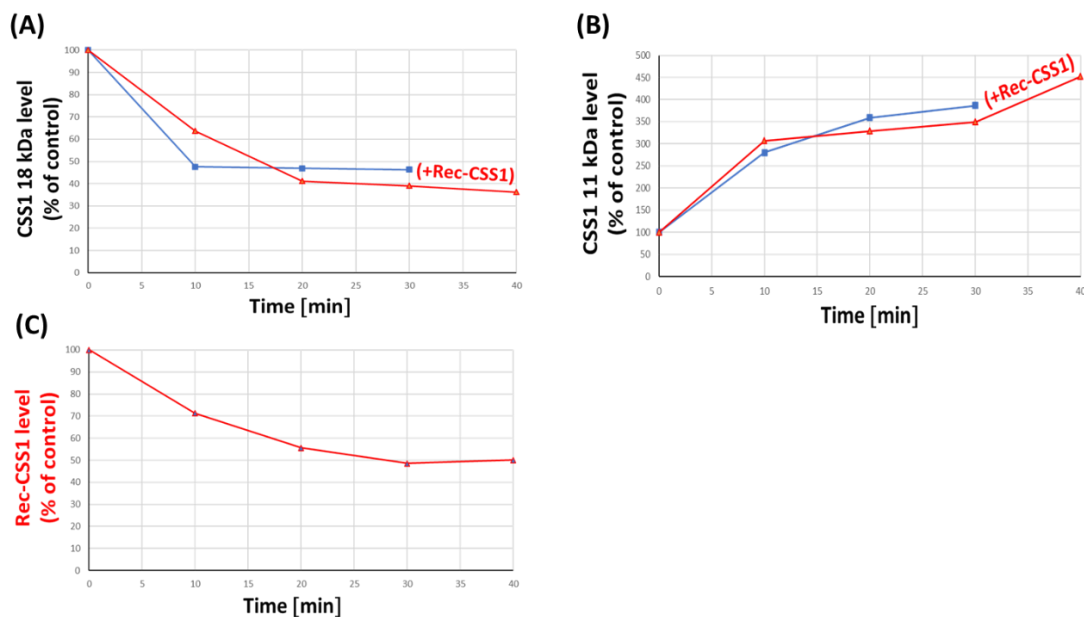 (A)
CSS1 18 kDa level
(% of control)
100
90
80
70
60
50
40
30
20
10
0
(+Rec-CSS1)
0 5 10 15 20 25 30 35 40
Time [min]
(B)
CSS1 11 kDa level
(% of control)
500
450
400
350
300
250
200
150
100
50
0
(+Rec-CSS1)
0 5 10 15 20 25 30 35 40
Time [min]
(C)
Rec-CSS1 level
(% of control)
100
90
80
70
60
50
40
30
20
10
0
0 5 10 15 20 25 30 35 40
Time [min]